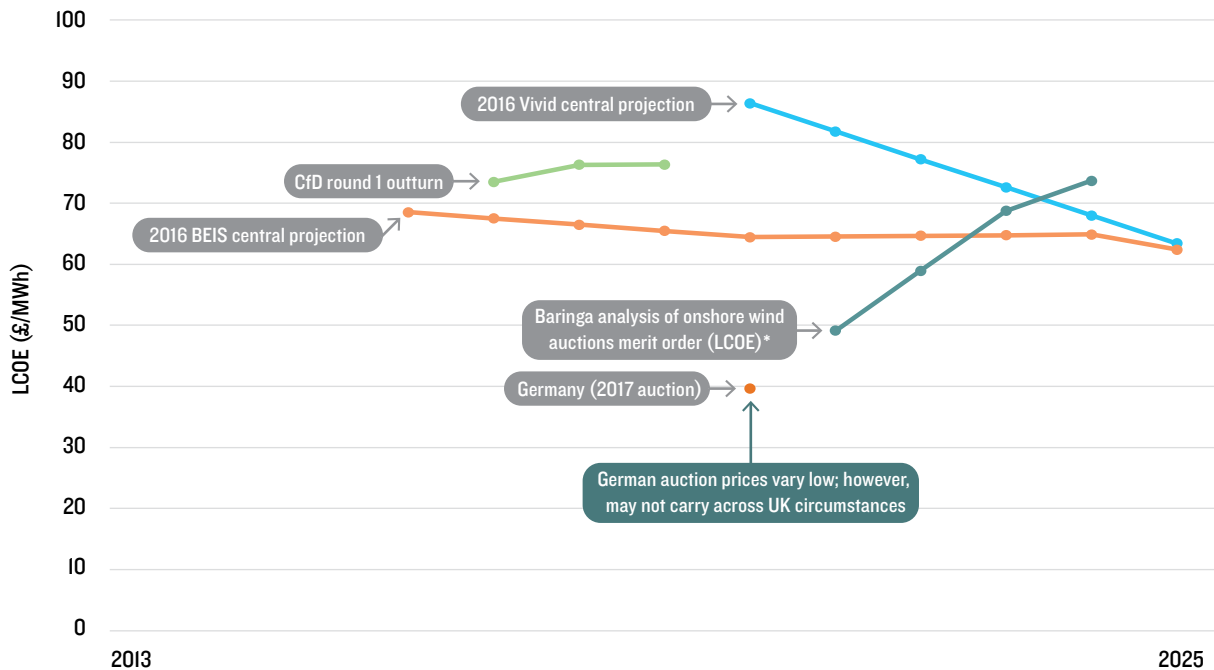 100
90
80
70
60
50
40
30
20
10
0
LCOE (£/MWh)
2016 Vivid central projection
CfD round 1 outturn
2016 BEIS central projection
Baringa analysis of onshore wind
auctions merit order (LCOE)*
Germany (2017 auction)
German auction prices vary low; however,
may not carry across UK circumstances
2013
2025